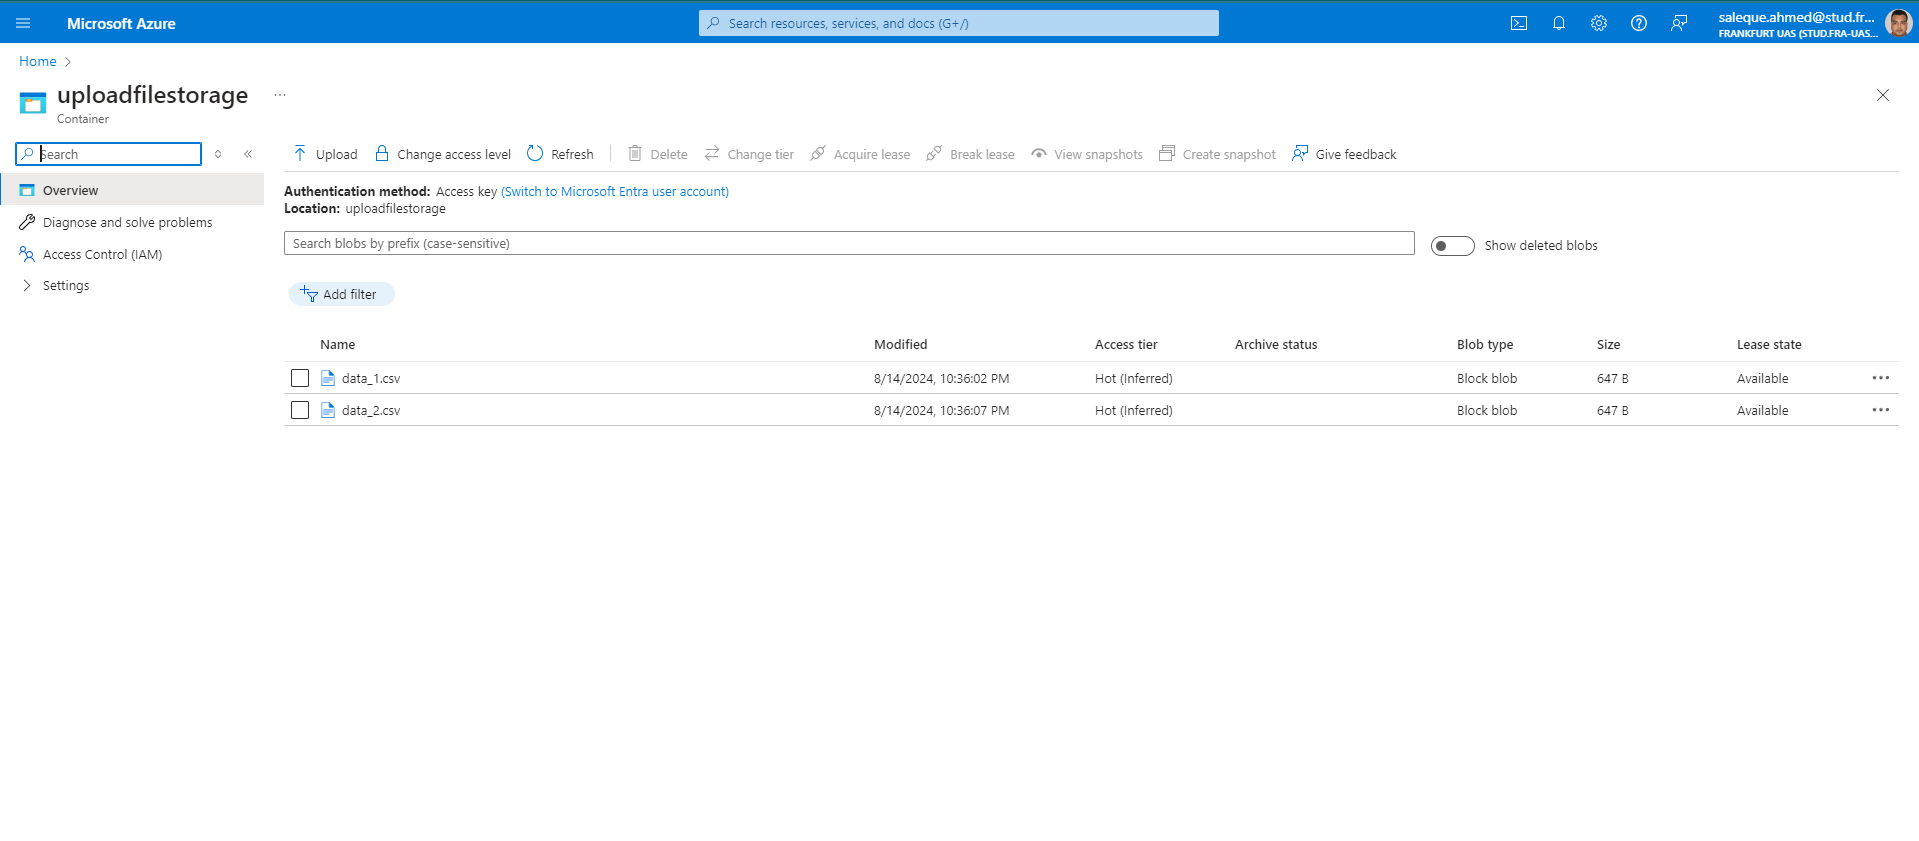 Microsoft Azure
Search resources, services, and docs (G+/)
saleque.ahmed@stud.fr...
FRANKFURT UAS (STUD.FRA-UAS...
Home
uploadfilestorage
...
Container
Search
Upload
Change access level
Refresh
Delete
Change tier
Acquire lease
Break lease
View snapshots
Create snapshot
Give feedback
Overview
Diagnose and solve problems
Access Control (IAM)
Settings
Authentication method: Access key (Switch to Microsoft Entra user account)
Location: uploadfilestorage
Search blobs by prefix (case-sensitive)
Show deleted blobs
Add filter
Name Modified Access tier Archive status Blob type Size Lease state
data_1.csv 8/14/2024, 10:36:02 PM Hot (Inferred) Block blob 647 B Available
data_2.csv 8/14/2024, 10:36:07 PM Hot (Inferred) Block blob 647 B Available